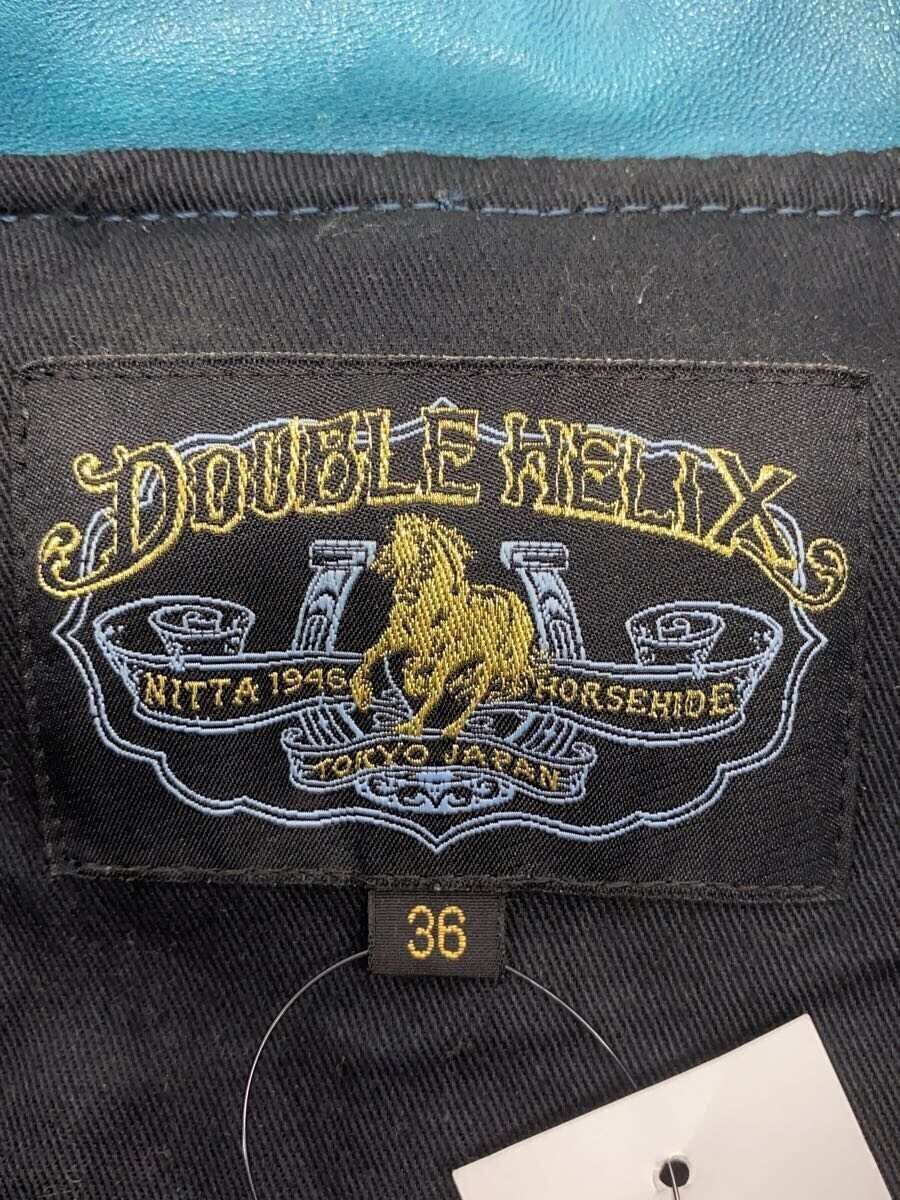 DOUBLE HELIX
NITTA 1946 HORSEHIDE
TOKYO JAPAN
36